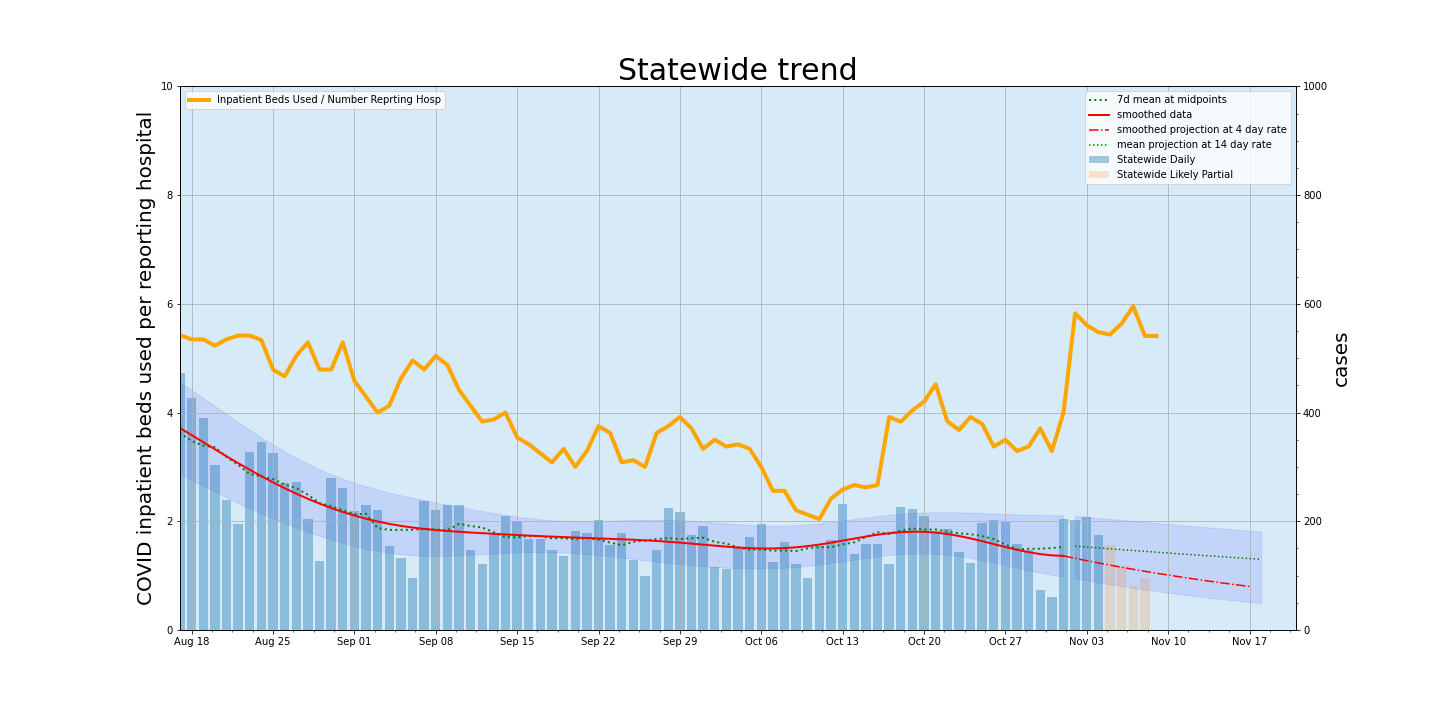 Statewide trend
COVID inpatient beds used per reporting hospital
10
8
6
4
2
0
Inpatient Beds Used / Number Reprting Hosp
7d mean at midpoints
smoothed data
smoothed projection at 4 day rate
mean projection at 14 day rate
Statewide Daily
Statewide Likely Partial
1000
800
600
400
200
0
cases
Aug 18 Aug 25 Sep 01 Sep 08 Sep 15 Sep 22 Sep 29 Oct 06 Oct 13 Oct 20 Oct 27 Nov 03 Nov 10 Nov 17